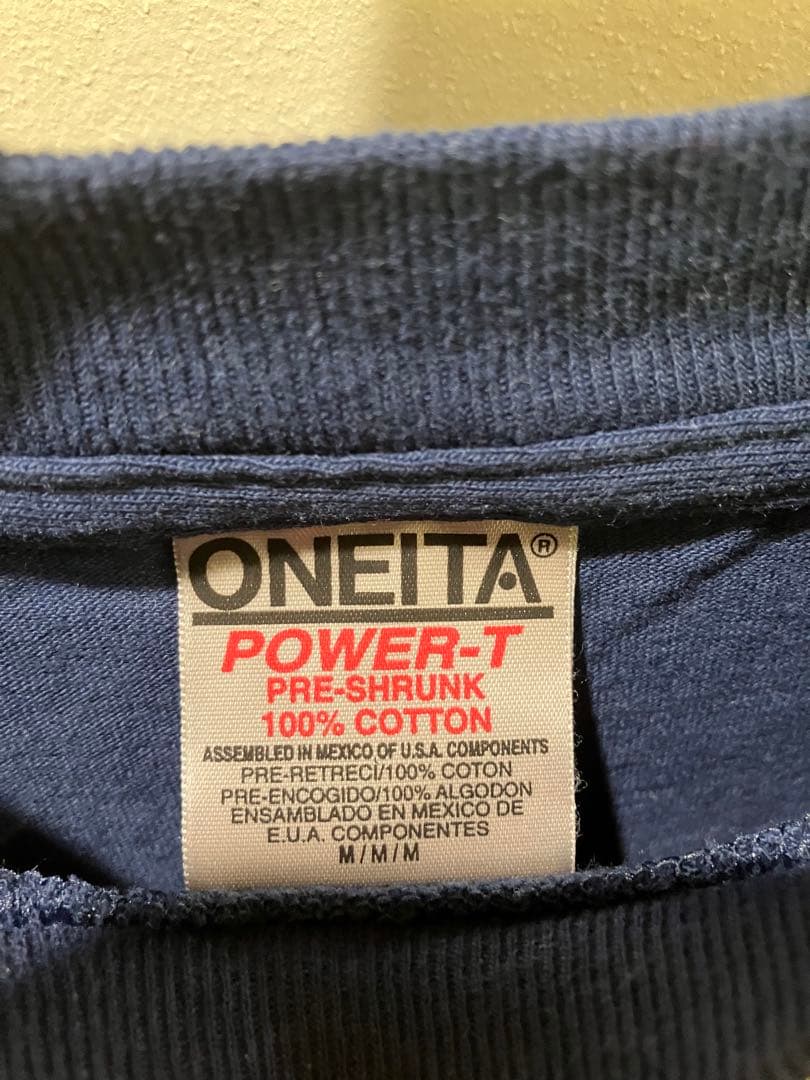 ONEITA®
POWER-T
PRE-SHRUNK
100% COTTON
ASSEMBLED IN MEXICO OF U.S.A. COMPONENTS
PRE-RETRECÍ/100% COTON
PRE-ENCOGIDO/100% ALGODON
ENSAMBLADO EN MEXICO DE
E.U.A. COMPONENTES
M / M / M